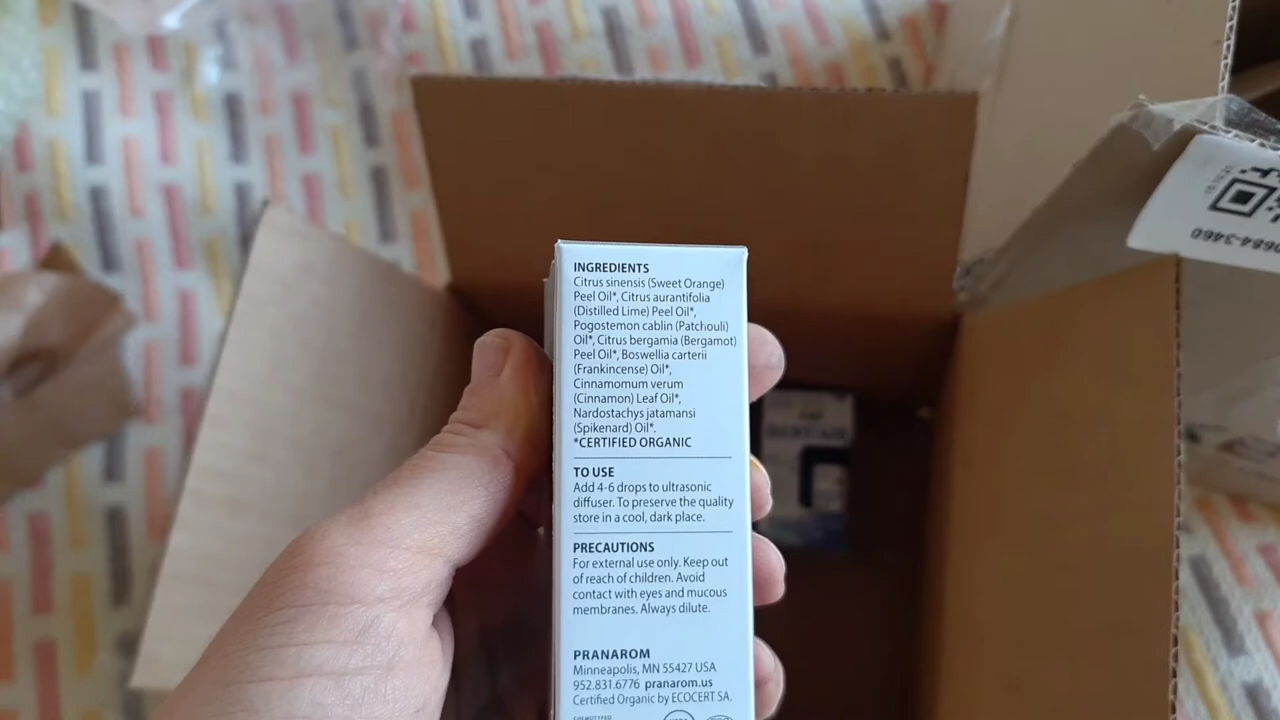 INGREDIENTS
Citrus sinensis (Sweet Orange)
Peel Oil*, Citrus aurantifolia
(Distilled Lime) Peel Oil*,
Pogostemon cablin (Patchouli)
Oil*, Citrus bergamia (Bergamot)
Peel Oil*, Boswellia carterii
(Frankincense) Oil*,
Cinnamomum verum
(Cinnamon) Leaf Oil*,
Nardostachys jatamansi
(Spikenard) Oil*.
*CERTIFIED ORGANIC
TO USE
Add 4-6 drops to ultrasonic
diffuser. To preserve the quality
store in a cool, dark place.
PRECAUTIONS
For external use only. Keep out
of reach of children. Avoid
contact with eyes and mucous
membranes. Always dilute.
PRANAROM
Minneapolis, MN 55427 USA
952.831.6776 pranarom.us
Certified Organic by ECOCERT SA.